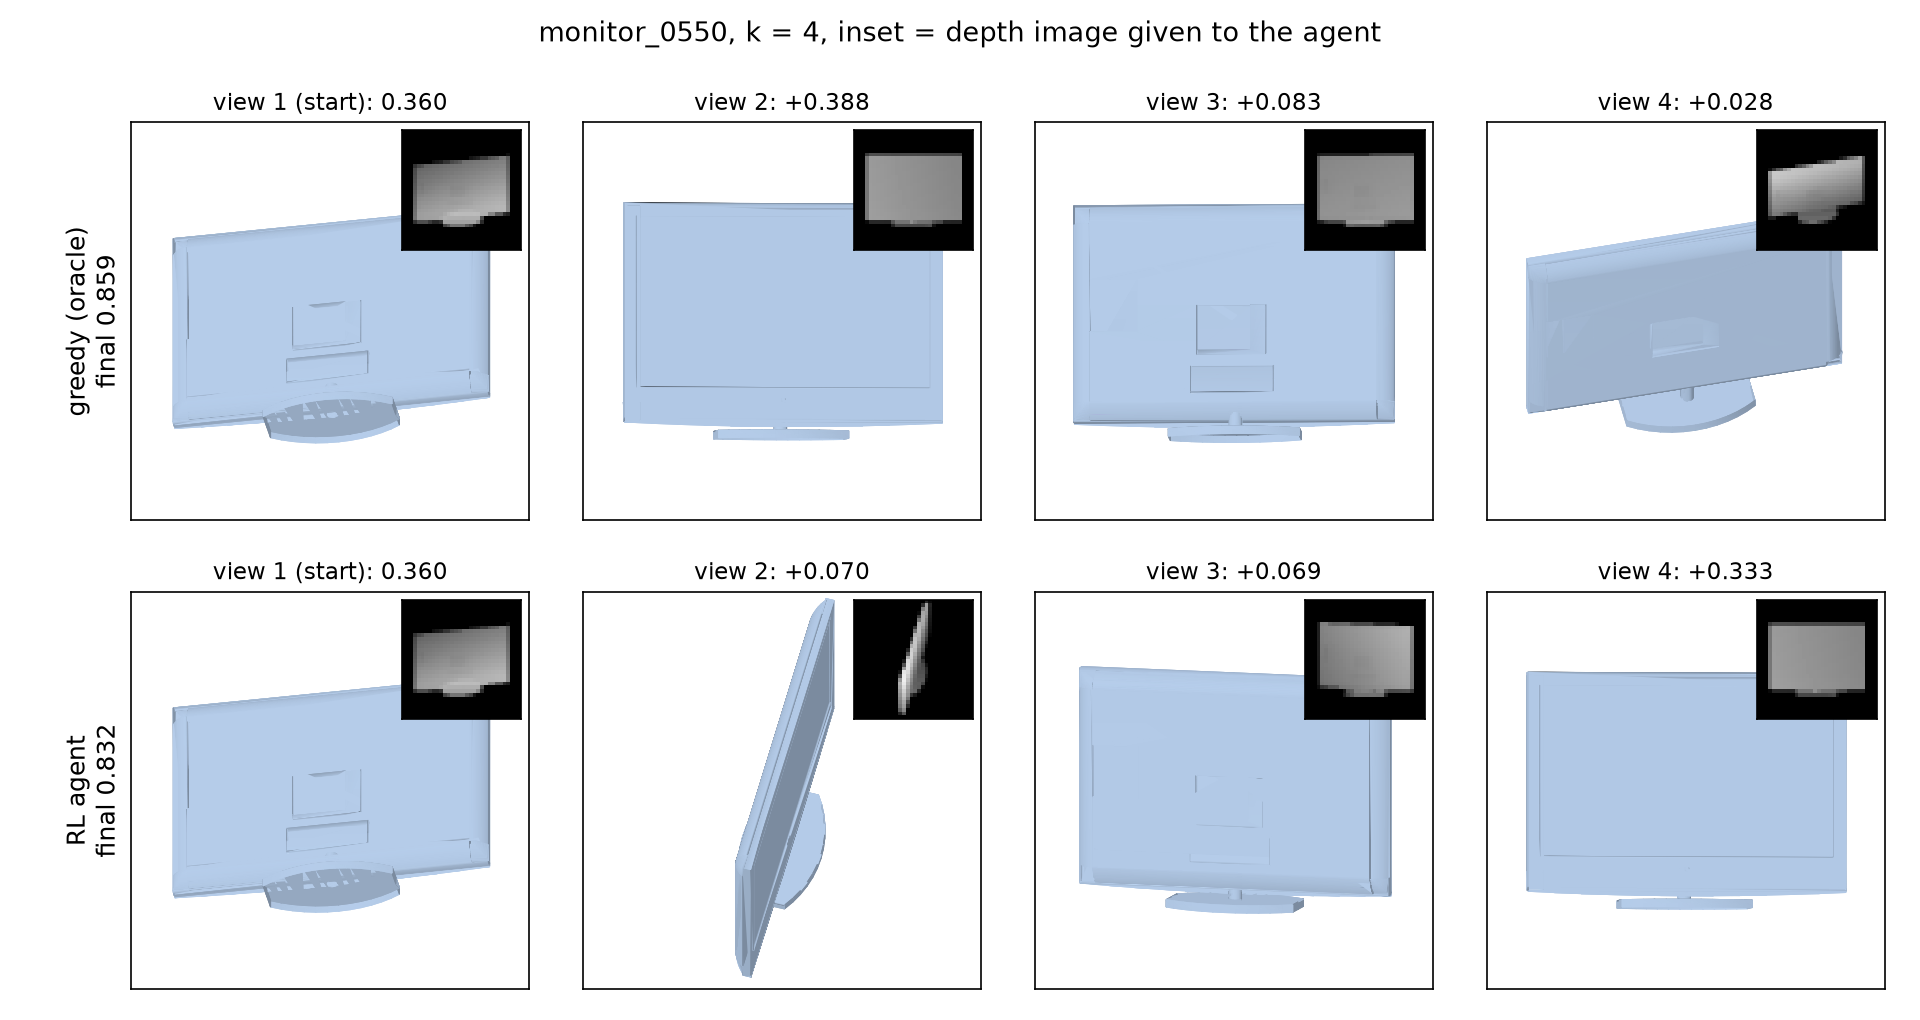 monitor_0550, k = 4, inset = depth image given to the agent
view 1 (start): 0.360
view 2: +0.388
view 3: +0.083
view 4: +0.028
greedy (oracle)
final 0.859
view 1 (start): 0.360
view 2: +0.070
view 3: +0.069
view 4: +0.333
RL agent
final 0.832